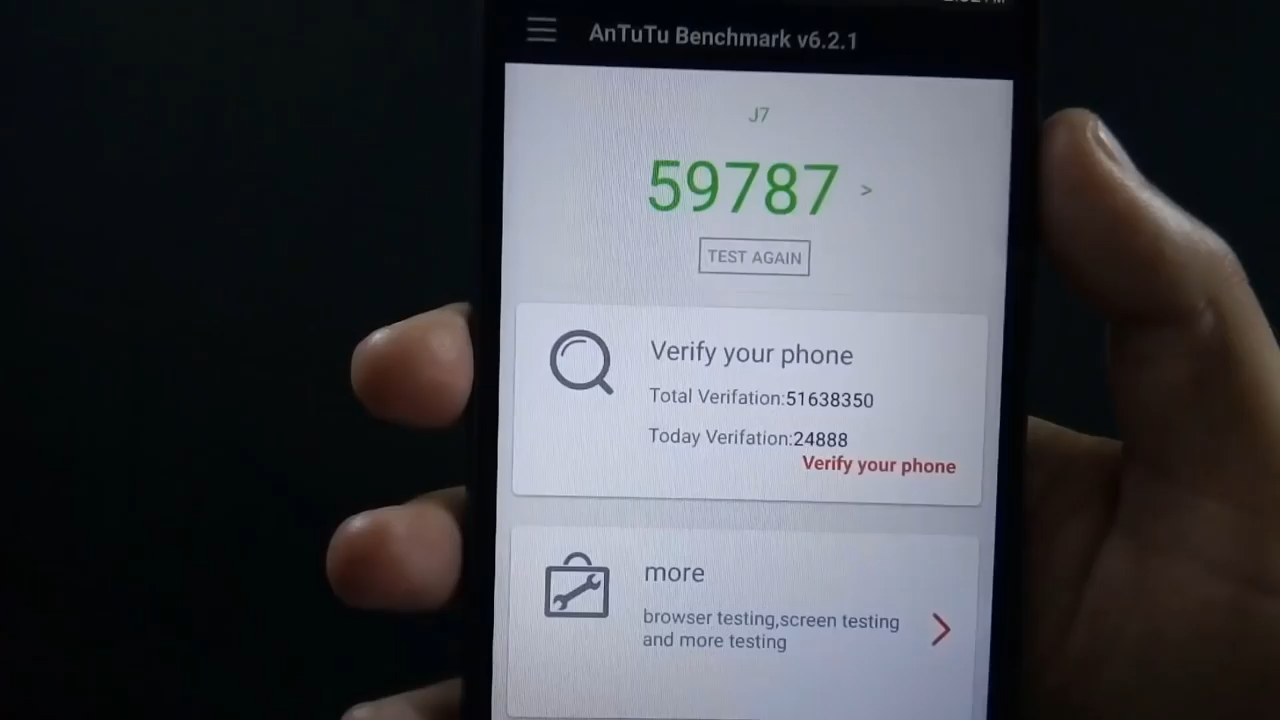 AnTuTu Benchmark v6.2.1
J7
59787 >
TEST AGAIN
Verify your phone
Total Verifation:51638350
Today Verifation:24888
Verify your phone
more
browser testing,screen testing
and more testing